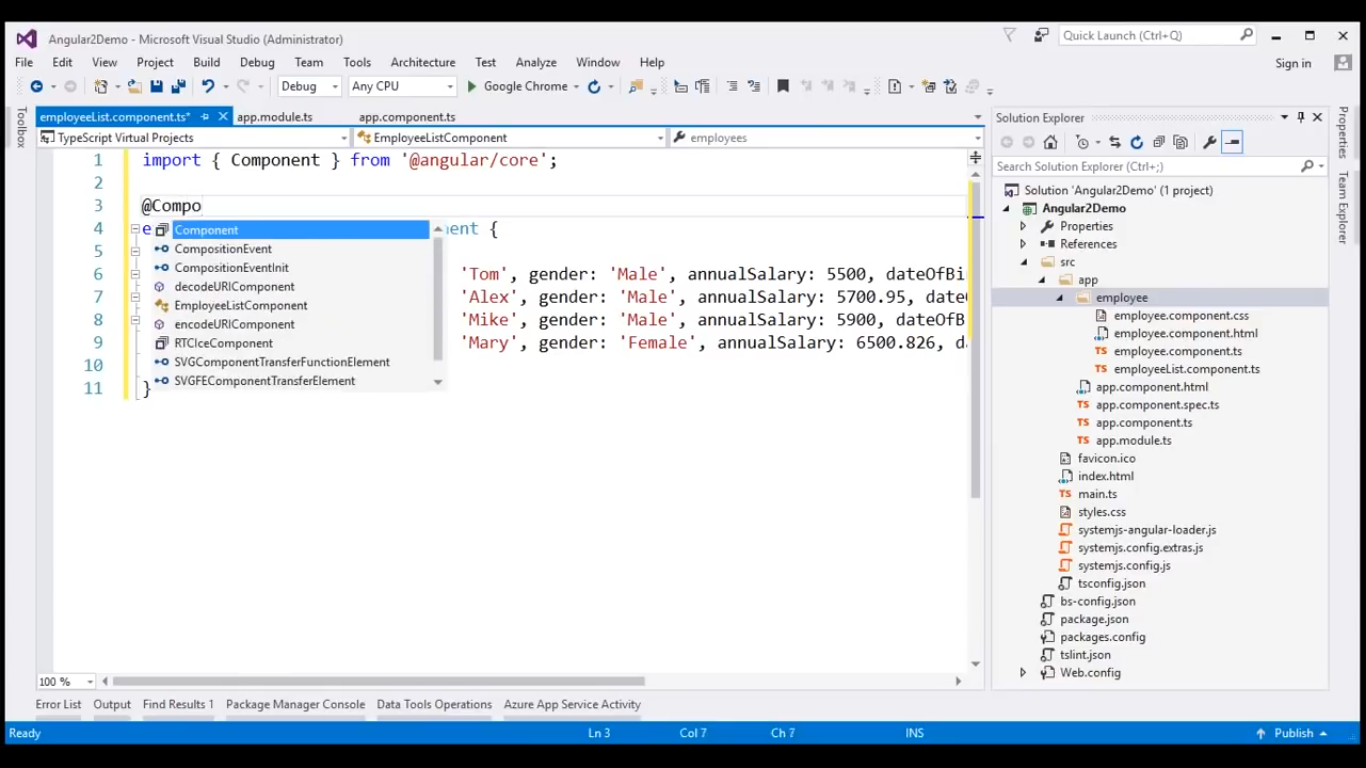 Angular2Demo - Microsoft Visual Studio (Administrator)
Quick Launch (Ctrl+Q)
File Edit View Project Build Debug Team Tools Architecture Test Analyze Window Help
Sign in
Debug Any CPU Google Chrome
Toolbox
employeeList.component.ts* app.module.ts app.component.ts
TypeScript Virtual Projects EmployeeListComponent employees
1 import { Component } from '@angular/core';
2
3 @Compo
4 e nent {
5
6 'Tom', gender: 'Male', annualSalary: 5500, dateOfBi
7 'Alex', gender: 'Male', annualSalary: 5700.95, date
8 'Mike', gender: 'Male', annualSalary: 5900, dateOfB
9 'Mary', gender: 'Female', annualSalary: 6500.826, d
10
11 }
Component
CompositionEvent
CompositionEventInit
decodeURIComponent
EmployeeListComponent
encodeURIComponent
RTCIceComponent
SVGComponentTransferFunctionElement
SVGFEComponentTransferElement
100 %
Solution Explorer
Search Solution Explorer (Ctrl+;)
Solution 'Angular2Demo' (1 project)
Angular2Demo
Properties
References
src
app
employee
employee.component.css
employee.component.html
TS employee.component.ts
TS employeeList.component.ts
app.component.html
TS app.component.spec.ts
TS app.component.ts
TS app.module.ts
favicon.ico
index.html
TS main.ts
styles.css
systemjs-angular-loader.js
systemjs.config.extras.js
systemjs.config.js
tsconfig.json
bs-config.json
package.json
packages.config
tslint.json
Web.config
Properties
Team Explorer
Error List Output Find Results 1 Package Manager Console Data Tools Operations Azure App Service Activity
Ready Ln 3 Col 7 Ch 7 INS Publish